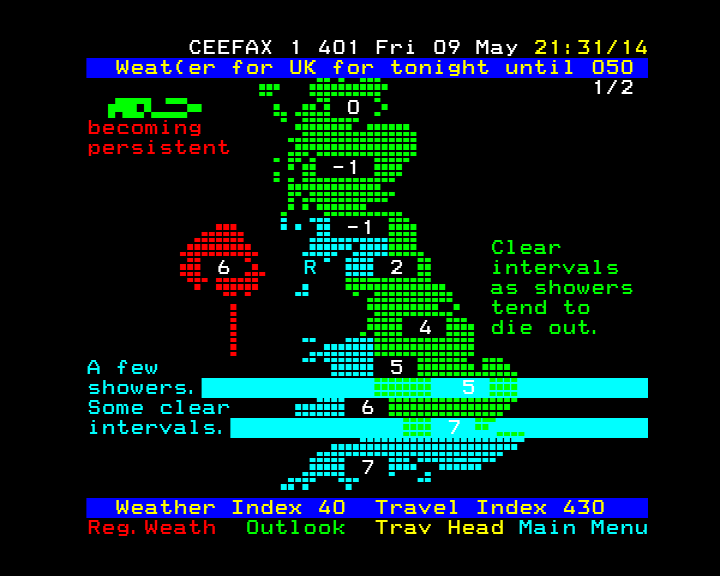 CEEFAX 1 401 Fri 09 May 21:31/14
Weat(er for UK for tonight until 050
1/2
0
becoming
persistent
-1
-1
Clear
6 R 2 intervals
as showers
tend to
4 die out.
A few 5
showers. 5
Some clear 6
intervals. 7
7
Weather Index 40 Travel Index 430
Reg.Weath Outlook Trav Head Main Menu